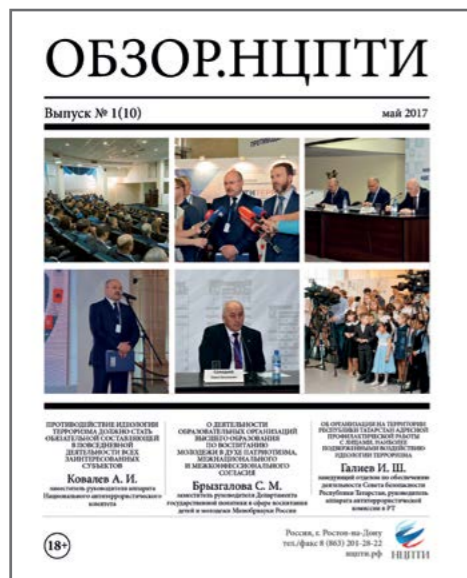 ОБЗОР.НЦПТИ
Выпуск № 1(10)
май 2017
ПРОТИВОДЕЙСТВИЕ ИДЕОЛОГИИ
ТЕРРОРИЗМА ДОЛЖНО СТАТЬ
ОБЯЗАТЕЛЬНОЙ СОСТАВЛЯЮЩЕЙ
В ПОВСЕДНЕВНОЙ
ДЕЯТЕЛЬНОСТИ ВСЕХ
ЗАИНТЕРЕСОВАННЫХ
СУБЪЕКТОВ
Ковалев А. И.
заместитель руководителя аппарата
Национального антитеррористического
комитета
О ДЕЯТЕЛЬНОСТИ
ОБРАЗОВАТЕЛЬНЫХ ОРГАНИЗАЦИЙ
ВЫСШЕГО ОБРАЗОВАНИЯ
ПО ВОСПИТАНИЮ
МОЛОДЕЖИ В ДУХЕ ПАТРИОТИЗМА,
МЕЖНАЦИОНАЛЬНОГО
И МЕЖКОНФЕССИОНАЛЬНОГО
СОГЛАСИЯ
Брызгалова С. М.
заместитель руководителя Департамента
государственной политики в сфере воспитания
детей и молодежи Минобрнауки России
ОБ ОРГАНИЗАЦИИ НА ТЕРРИТОРИИ
РЕСПУБЛИКИ ТАТАРСТАН АДРЕСНОЙ
ПРОФИЛАКТИЧЕСКОЙ РАБОТЫ
С ЛИЦАМИ, РАНЕЕ
ПОДВЕРЖЕННЫМИ ВОЗДЕЙСТВИЮ
ИДЕОЛОГИИ ТЕРРОРИЗМА
Галиев И. Ш.
заведующий отделом по обеспечению
деятельности Совета Безопасности
Республики Татарстан, руководитель
аппарата антитеррористической
комиссии в РТ
18+
Россия, г. Ростов-на-Дону
тел./факс 8 (863) 201-28-22
нцпти.рф
НЦПТИ